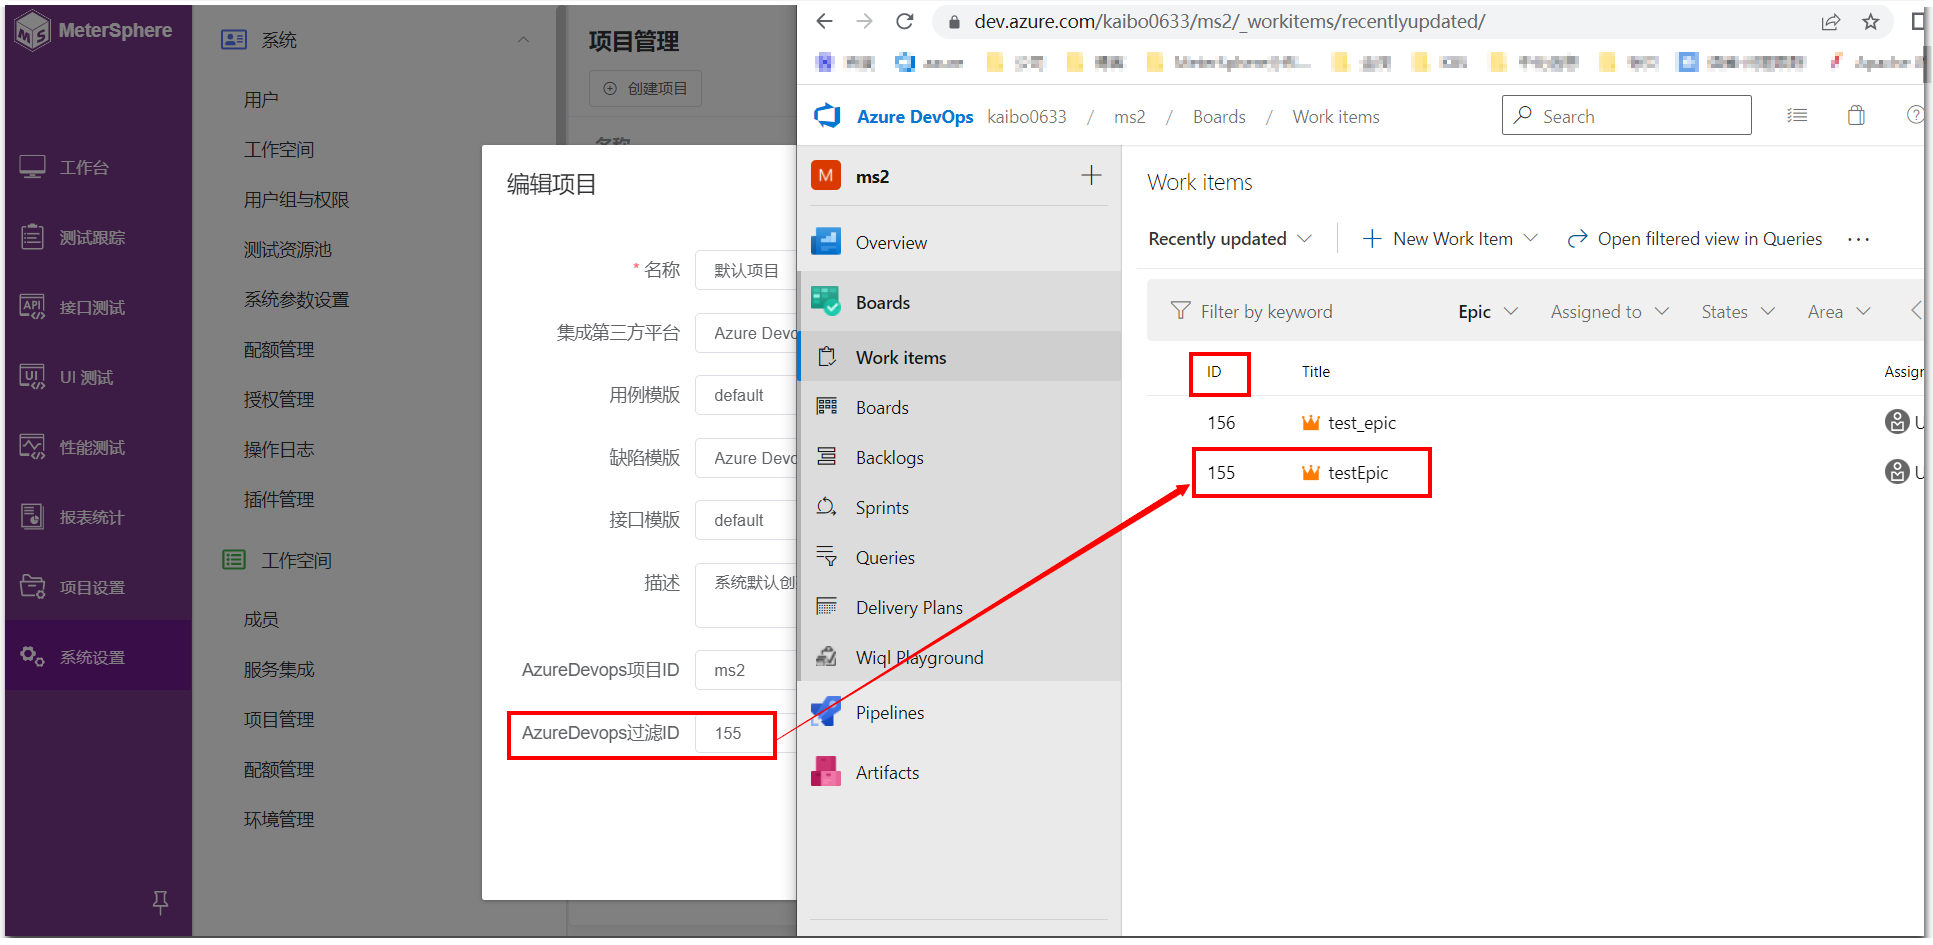 MeterSphere
工作台
测试跟踪
接口测试
UI 测试
性能测试
报表统计
项目设置
系统设置
系统
用户
工作空间
用户组与权限
测试资源池
系统参数设置
配额管理
授权管理
操作日志
插件管理
工作空间
成员
服务集成
项目管理
配额管理
环境管理
项目管理
创建项目
名称
编辑项目
* 名称
默认项目
集成第三方平台
Azure Devo
用例模版
default
缺陷模版
Azure Devo
接口模版
default
描述
系统默认创
AzureDevops项目ID
ms2
AzureDevops过滤ID
155
dev.azure.com/kaibo0633/ms2/_workitems/recentlyupdated/
Azure DevOps kaibo0633 / ms2 / Boards / Work items
Search
M ms2
Overview
Boards
Work items
Boards
Backlogs
Sprints
Queries
Delivery Plans
Wiql Playground
Pipelines
Artifacts
Work items
Recently updated
New Work Item
Open filtered view in Queries
Filter by keyword
Epic
Assigned to
States
Area
ID Title Assign
156 test_epic U
155 testEpic U